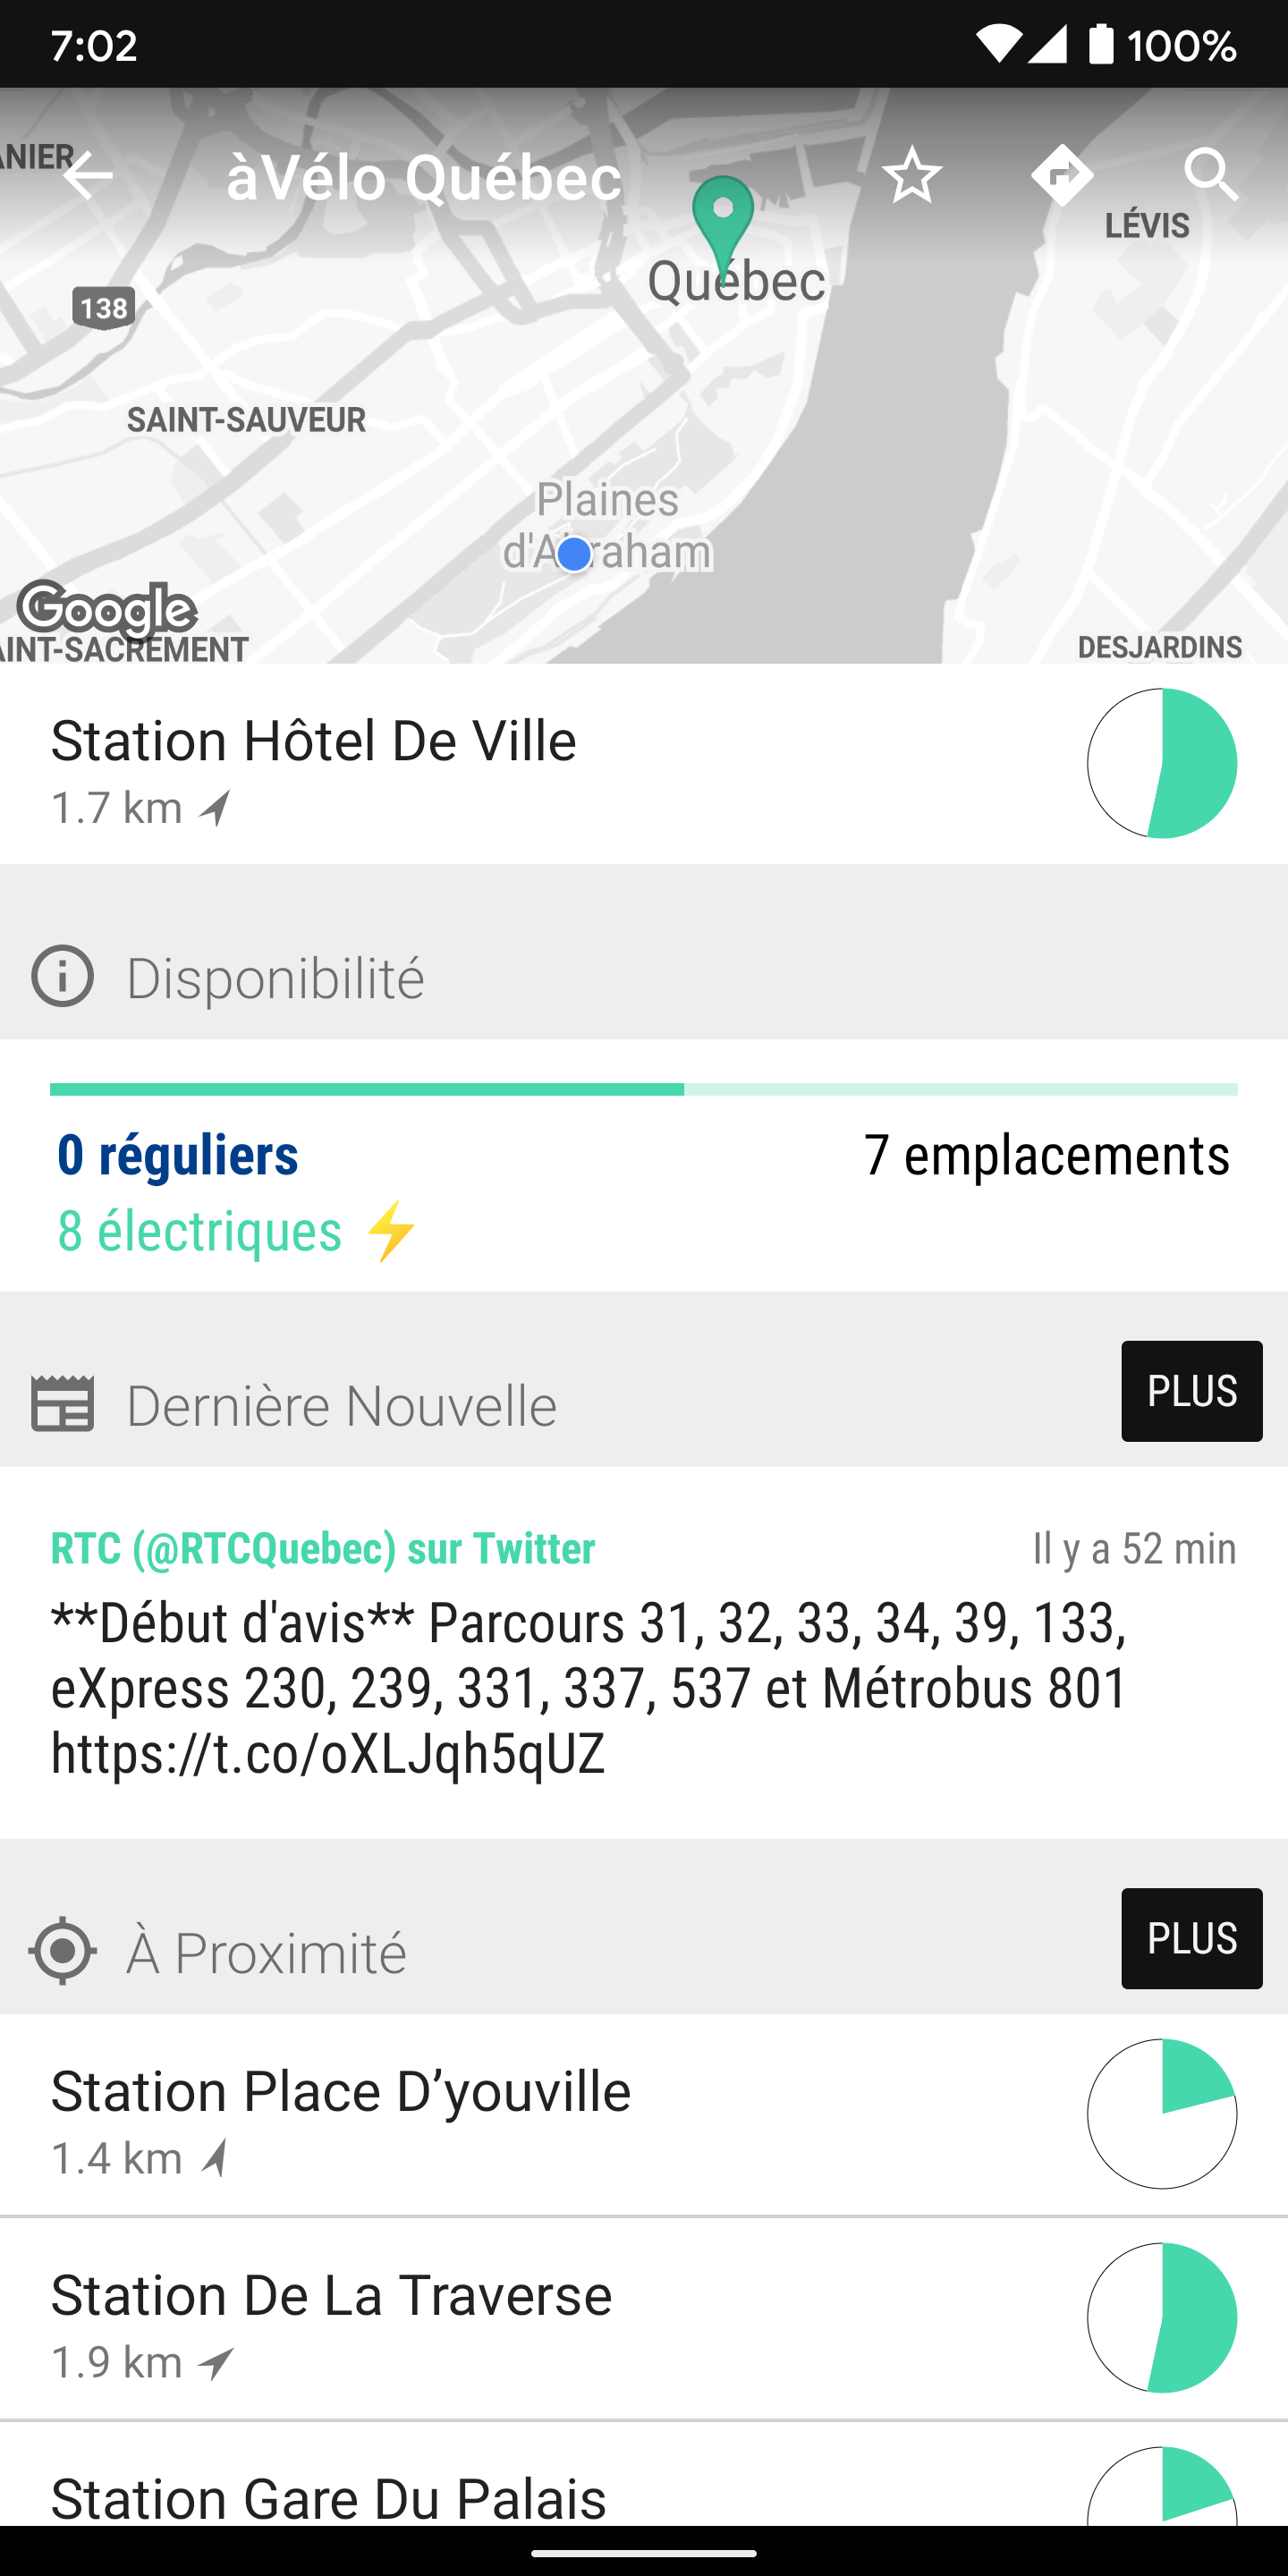 7:02
100%
ANIER
àVélo Québec
LÉVIS
Québec
138
SAINT-SAUVEUR
Plaines
d'Abraham
Google
AINT-SACREMENT
DESJARDINS
Station Hôtel De Ville
1.7 km
Disponibilité
0 réguliers
7 emplacements
8 électriques ⚡
Dernière Nouvelle
PLUS
RTC (@RTCQuebec) sur Twitter
Il y a 52 min
**Début d'avis** Parcours 31, 32, 33, 34, 39, 133,
eXpress 230, 239, 331, 337, 537 et Métrobus 801
https://t.co/oXLJqh5qUZ
À Proximité
PLUS
Station Place D’youville
1.4 km
Station De La Traverse
1.9 km
Station Gare Du Palais